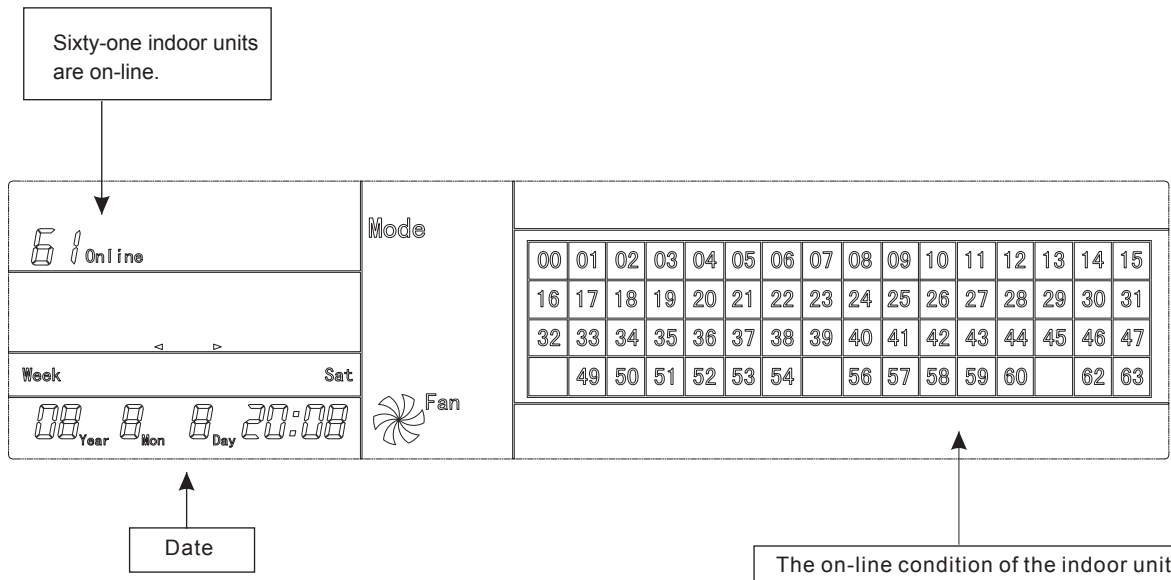 Sixty-one indoor units
are on-line.
61 Online
Mode
00 01 02 03 04 05 06 07 08 09 10 11 12 13 14 15
16 17 18 19 20 21 22 23 24 25 26 27 28 29 30 31
32 33 34 35 36 37 38 39 40 41 42 43 44 45 46 47
49 50 51 52 53 54 56 57 58 59 60 62 63
Week Sat
08 Year 8 Mon 8 Day 20:08
Fan
Date
The on-line condition of the indoor unit